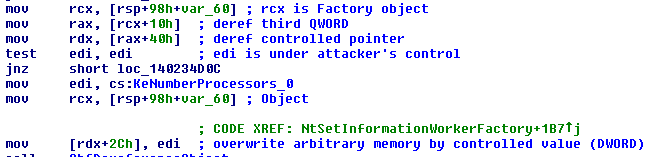 mov rcx, [rsp+98h+var_60] ; rcx is Factory object
mov rax, [rcx+10h] ; deref third QWORD
mov rdx, [rax+40h] ; deref controlled pointer
test edi, edi ; edi is under attacker's control
jnz short loc_140234D0C
mov edi, cs:KeNumberProcessors_0
mov rcx, [rsp+98h+var_60] ; Object
; CODE XREF: NtSetInformationWorkerFactory+1B7↑j
mov [rdx+2Ch], edi ; overwrite arbitrary memory by controlled value (DWORD)
call ObfDereferenceObject